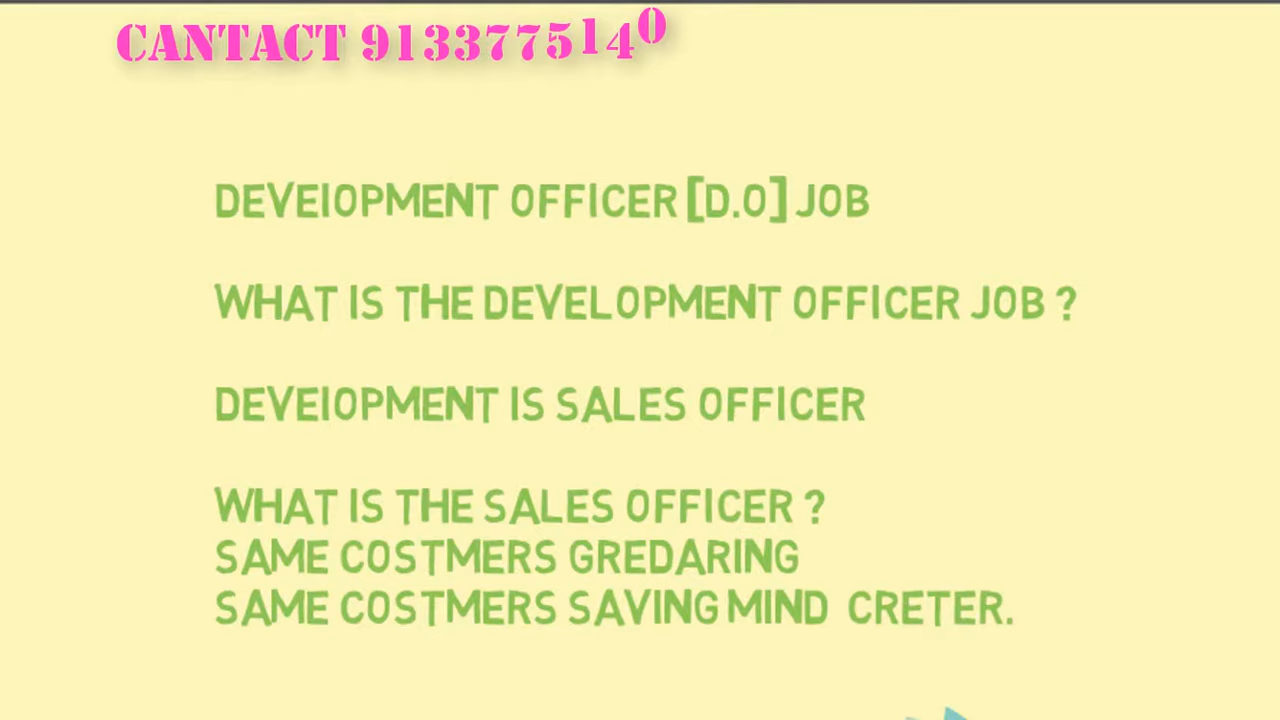 CANTACT 9133775140
DEVEIOPMENT OFFICER [D.O] JOB
WHAT IS THE DEVELOPMENT OFFICER JOB ?
DEVEIOPMENT IS SALES OFFICER
WHAT IS THE SALES OFFICER ?
SAME COSTMERS GREDARING
SAME COSTMERS SAVING MIND CRETER.